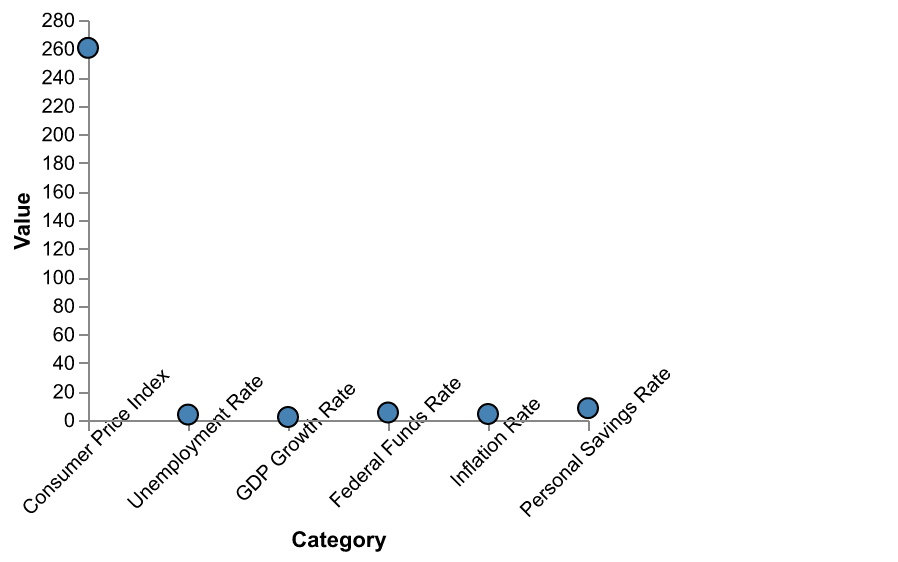 280
260
240
220
200
180
160
140
120
100
80
60
40
20
0
Value
Consumer Price Index
Unemployment Rate
GDP Growth Rate
Federal Funds Rate
Inflation Rate
Personal Savings Rate
Category